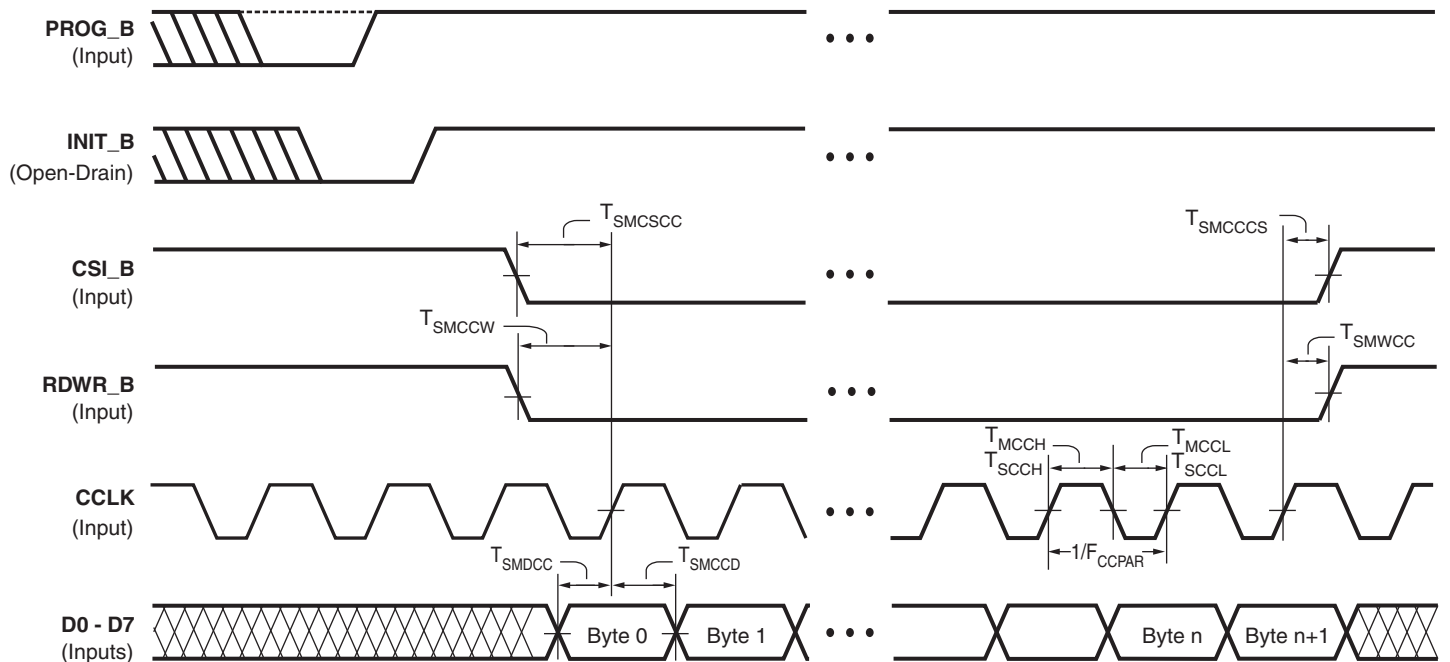 PROG_B
(Input)
• • •
INIT_B
(Open-Drain)
• • •
T_SMCSCC
T_SMCCCS
CSI_B
(Input)
• • •
T_SMCCW
T_SMWCC
RDWR_B
(Input)
• • •
T_MCCH
T_SCCH
T_MCCL
T_SCCL
CCLK
(Input)
• • •
1/F_CCPAR
T_SMDCC
T_SMCCD
D0 - D7
(Inputs)
Byte 0
Byte 1
• • •
Byte n
Byte n+1